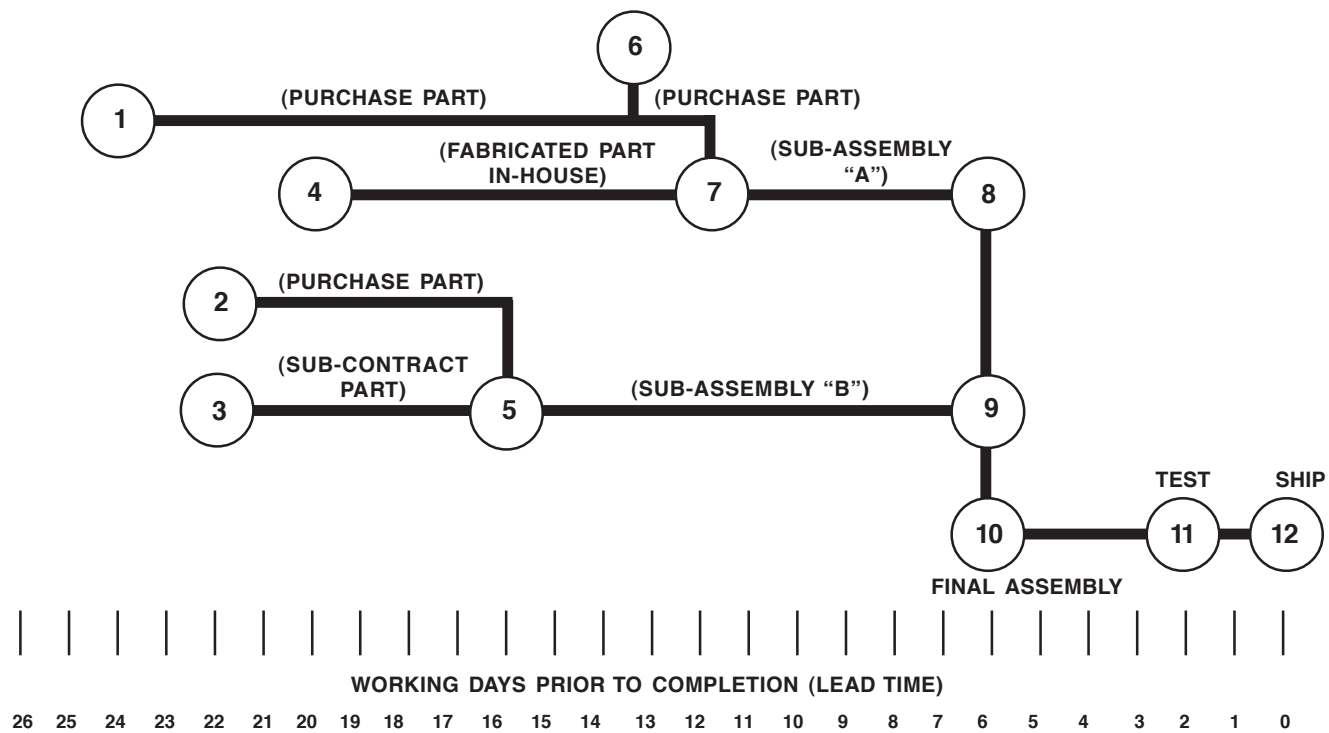 6
1
(PURCHASE PART)
(PURCHASE PART)
(FABRICATED PART
IN-HOUSE)
(SUB-ASSEMBLY
“A”)
4
7
8
2
(PURCHASE PART)
(SUB-CONTRACT
PART)
3
5
(SUB-ASSEMBLY “B”)
9
TEST
SHIP
10
11
12
FINAL ASSEMBLY
WORKING DAYS PRIOR TO COMPLETION (LEAD TIME)
26 25 24 23 22 21 20 19 18 17 16 15 14 13 12 11 10 9 8 7 6 5 4 3 2 1 0